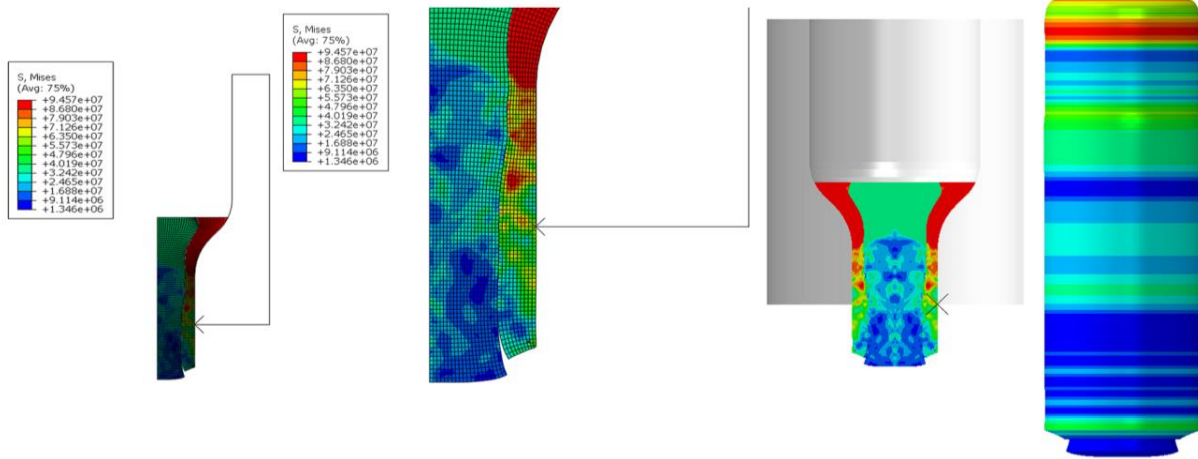 S, Mises
(Avg: 75%)
+9.457e+07
+8.680e+07
+7.903e+07
+7.126e+07
+6.350e+07
+5.573e+07
+4.796e+07
+4.019e+07
+3.242e+07
+2.465e+07
+1.688e+07
+9.114e+06
+1.346e+06
S, Mises
(Avg: 75%)
+9.457e+07
+8.680e+07
+7.903e+07
+7.126e+07
+6.350e+07
+5.573e+07
+4.796e+07
+4.019e+07
+3.242e+07
+2.465e+07
+1.688e+07
+9.114e+06
+1.346e+06